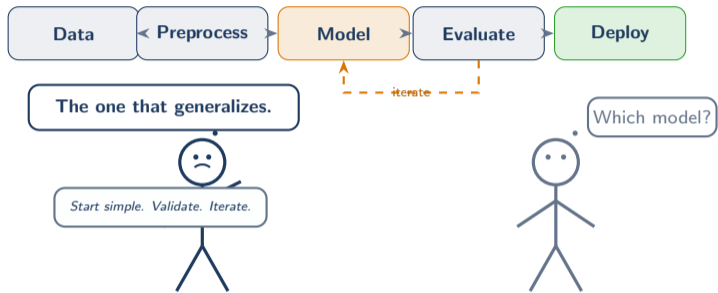 Data
Preprocess
Model
Evaluate
Deploy
iterate
The one that generalizes.
Which model?
Start simple. Validate. Iterate.